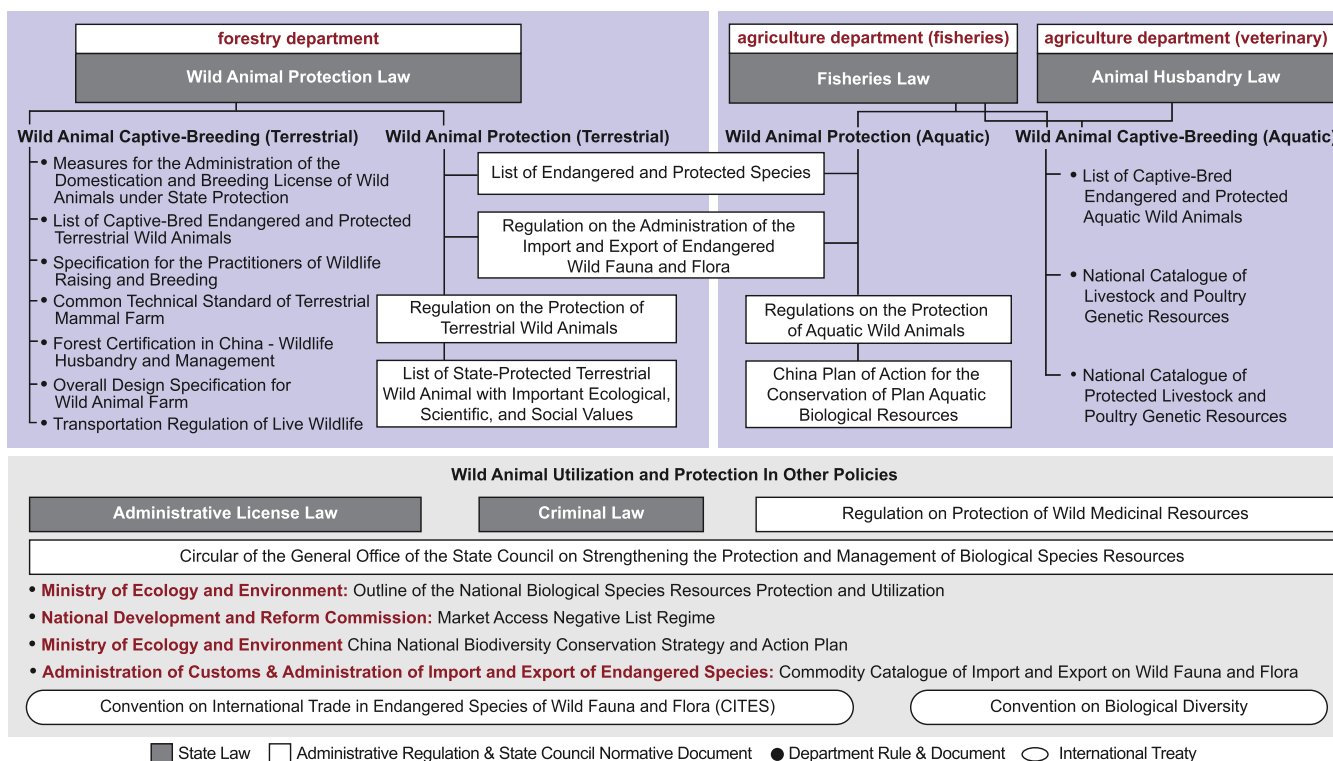 forestry department
Wild Animal Protection Law
agriculture department (fisheries)
Fisheries Law
agriculture department (veterinary)
Animal Husbandry Law
Wild Animal Captive-Breeding (Terrestrial)
• Measures for the Administration of the
Domestication and Breeding License of Wild
Animals under State Protection
• List of Captive-Bred Endangered and Protected
Terrestrial Wild Animals
• Specification for the Practitioners of Wildlife
Raising and Breeding
• Common Technical Standard of Terrestrial
Mammal Farm
• Forest Certification in China - Wildlife
Husbandry and Management
• Overall Design Specification for
Wild Animal Farm
• Transportation Regulation of Live Wildlife
Wild Animal Protection (Terrestrial)
List of Endangered and Protected Species
Regulation on the Administration of the
Import and Export of Endangered
Wild Fauna and Flora
Regulation on the Protection of
Terrestrial Wild Animals
List of State-Protected Terrestrial
Wild Animal with Important Ecological,
Scientific, and Social Values
Wild Animal Protection (Aquatic)
Regulations on the Protection
of Aquatic Wild Animals
China Plan of Action for the
Conservation of Plan Aquatic
Biological Resources
Wild Animal Captive-Breeding (Aquatic)
• List of Captive-Bred
Endangered and Protected
Aquatic Wild Animals
• National Catalogue of
Livestock and Poultry
Genetic Resources
• National Catalogue of
Protected Livestock and
Poultry Genetic Resources
Wild Animal Utilization and Protection In Other Policies
Administrative License Law
Criminal Law
Regulation on Protection of Wild Medicinal Resources
Circular of the General Office of the State Council on Strengthening the Protection and Management of Biological Species Resources
• Ministry of Ecology and Environment: Outline of the National Biological Species Resources Protection and Utilization
• National Development and Reform Commission: Market Access Negative List Regime
• Ministry of Ecology and Environment China National Biodiversity Conservation Strategy and Action Plan
• Administration of Customs & Administration of Import and Export of Endangered Species: Commodity Catalogue of Import and Export on Wild Fauna and Flora
Convention on International Trade in Endangered Species of Wild Fauna and Flora (CITES)
Convention on Biological Diversity
State Law
Administrative Regulation & State Council Normative Document
Department Rule & Document
International Treaty